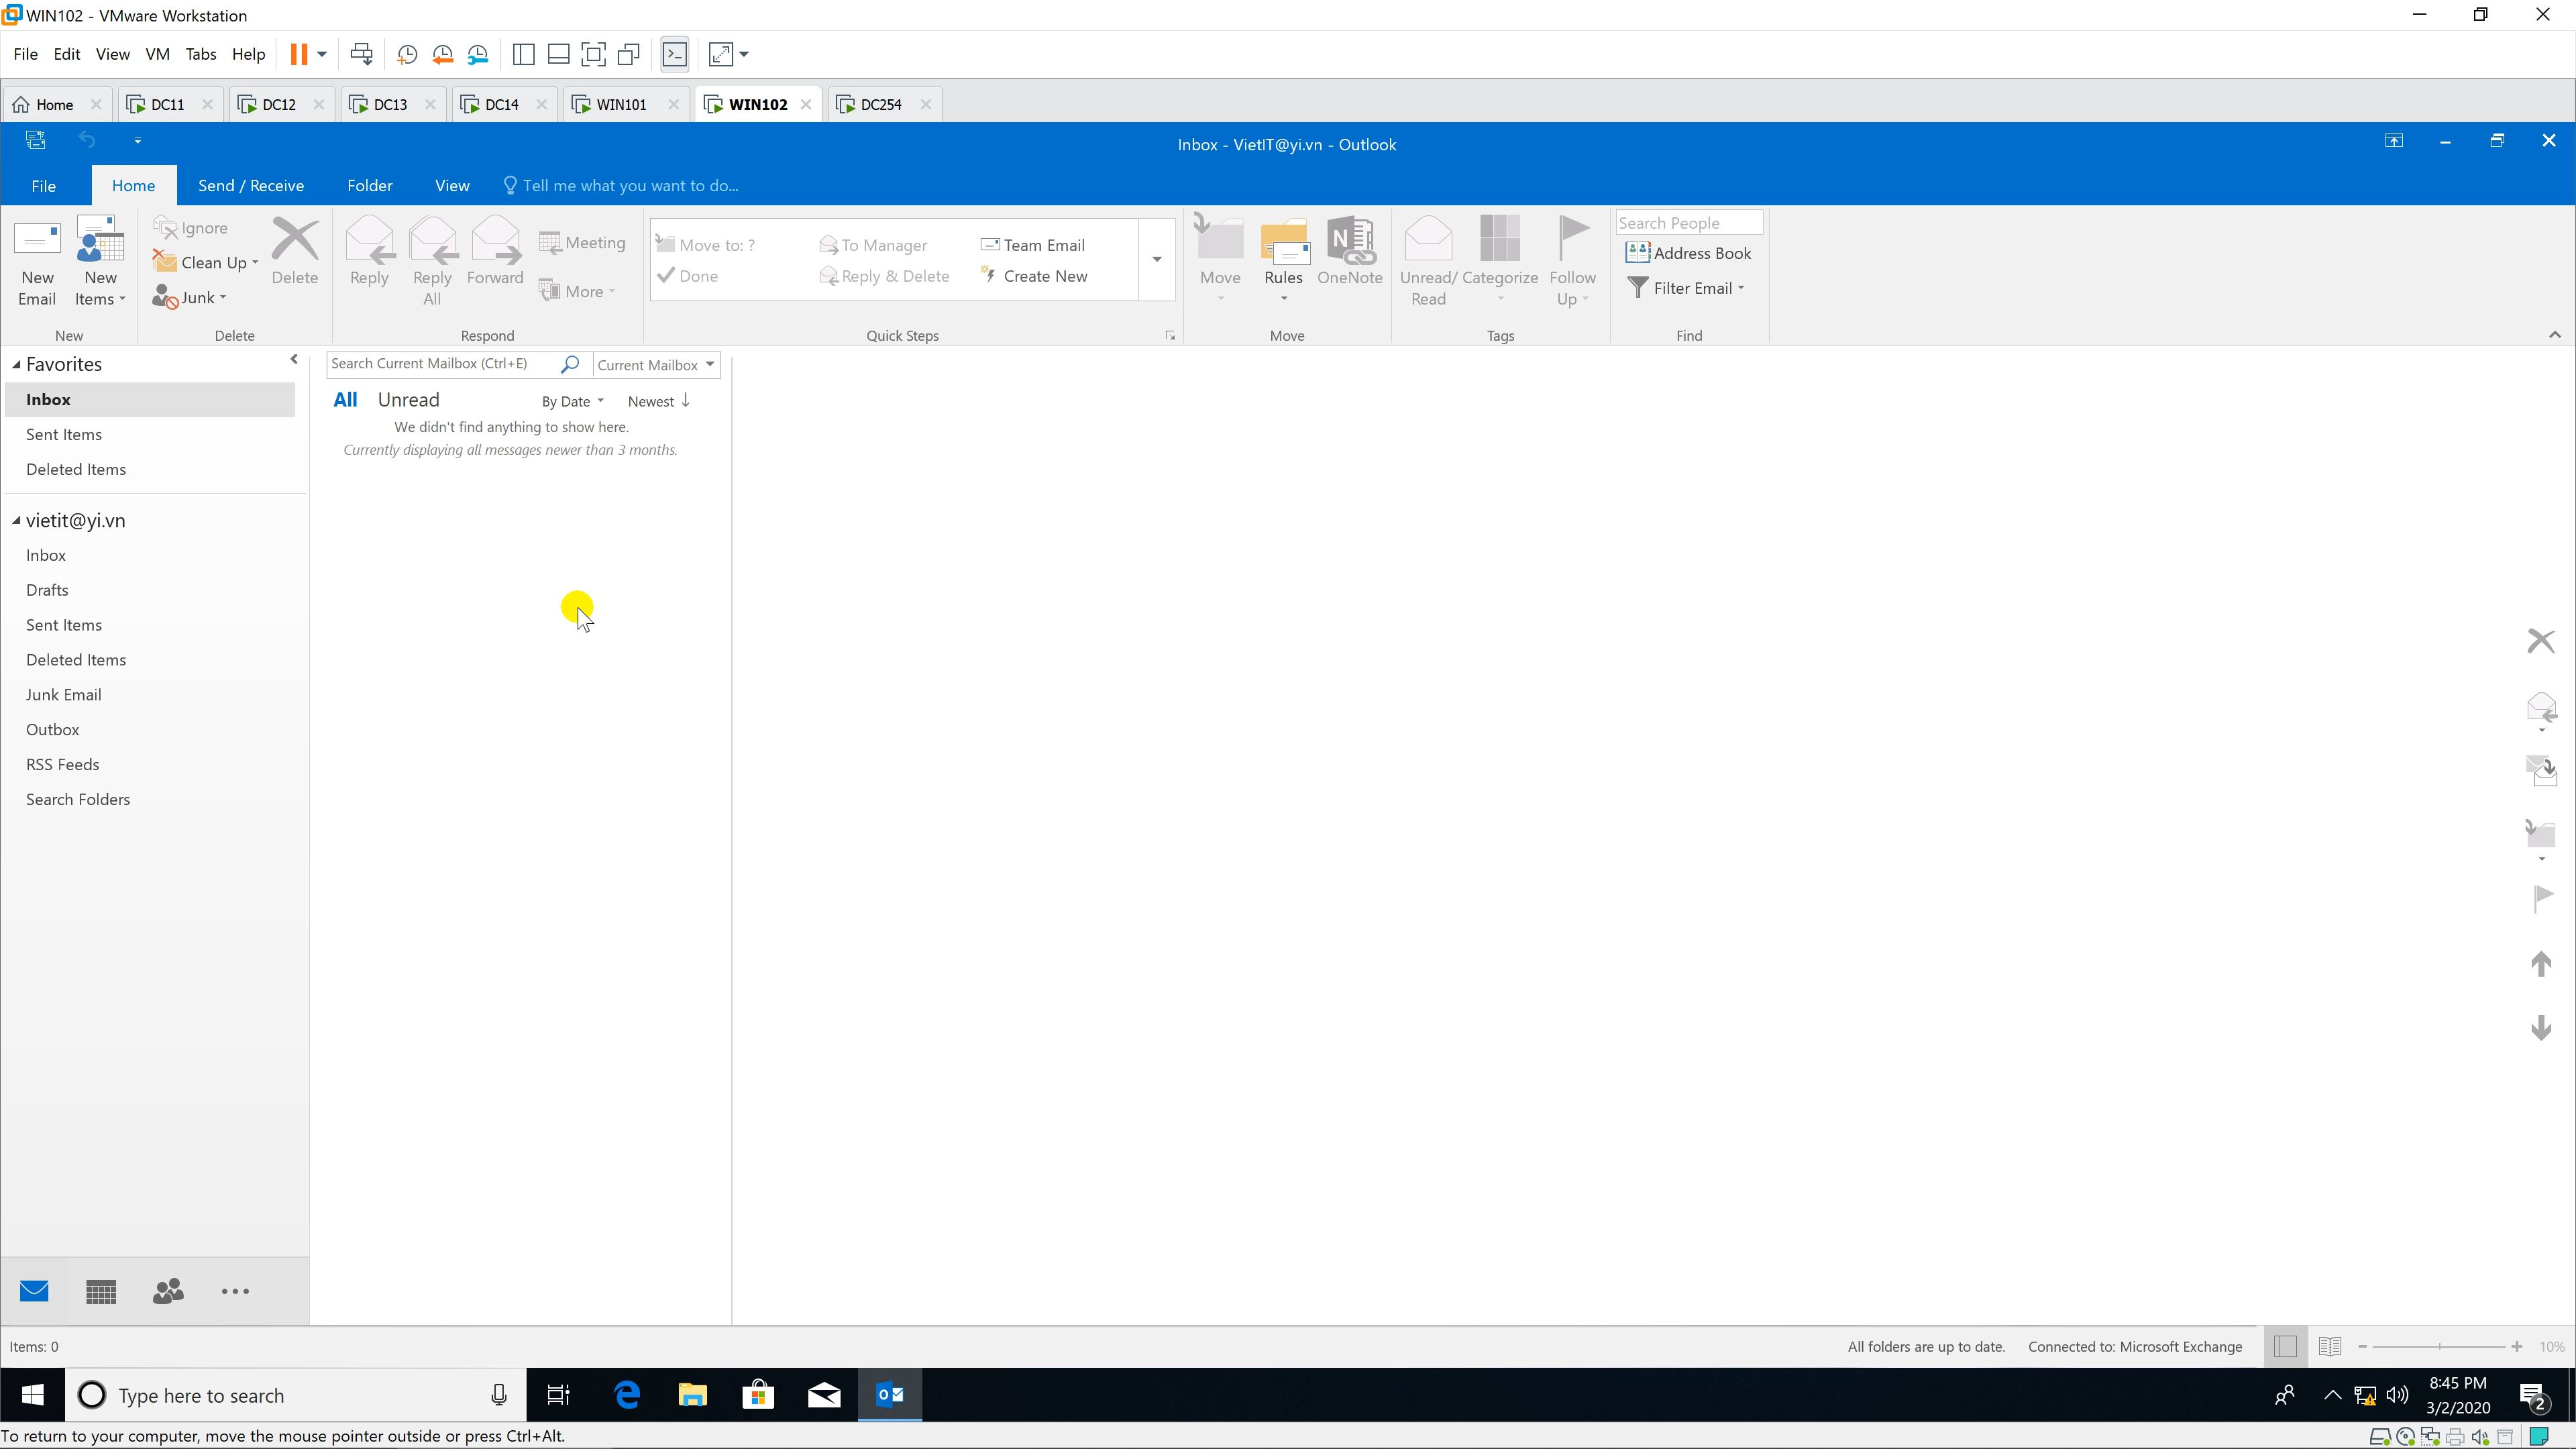 WIN102 - VMware Workstation
File Edit View VM Tabs Help
Home DC11 DC12 DC13 DC14 WIN101 WIN102 DC254
Inbox - VietIT@yi.vn - Outlook
File Home Send / Receive Folder View Tell me what you want to do...
New Email
New Items
Ignore
Clean Up
Junk
Delete
Reply
Reply All
Forward
Meeting
More
Move to: ?
To Manager
Team Email
Done
Reply & Delete
Create New
Move
Rules
OneNote
Unread/ Read
Categorize
Follow Up
Search People
Address Book
Filter Email
New Delete Respond Quick Steps Move Tags Find
Favorites
Inbox
Sent Items
Deleted Items
vietit@yi.vn
Inbox
Drafts
Sent Items
Deleted Items
Junk Email
Outbox
RSS Feeds
Search Folders
Search Current Mailbox (Ctrl+E) Current Mailbox
All Unread By Date Newest
We didn't find anything to show here.
Currently displaying all messages newer than 3 months.
Items: 0
All folders are up to date. Connected to: Microsoft Exchange 10%
Type here to search
8:45 PM
3/2/2020
2
To return to your computer, move the mouse pointer outside or press Ctrl+Alt.